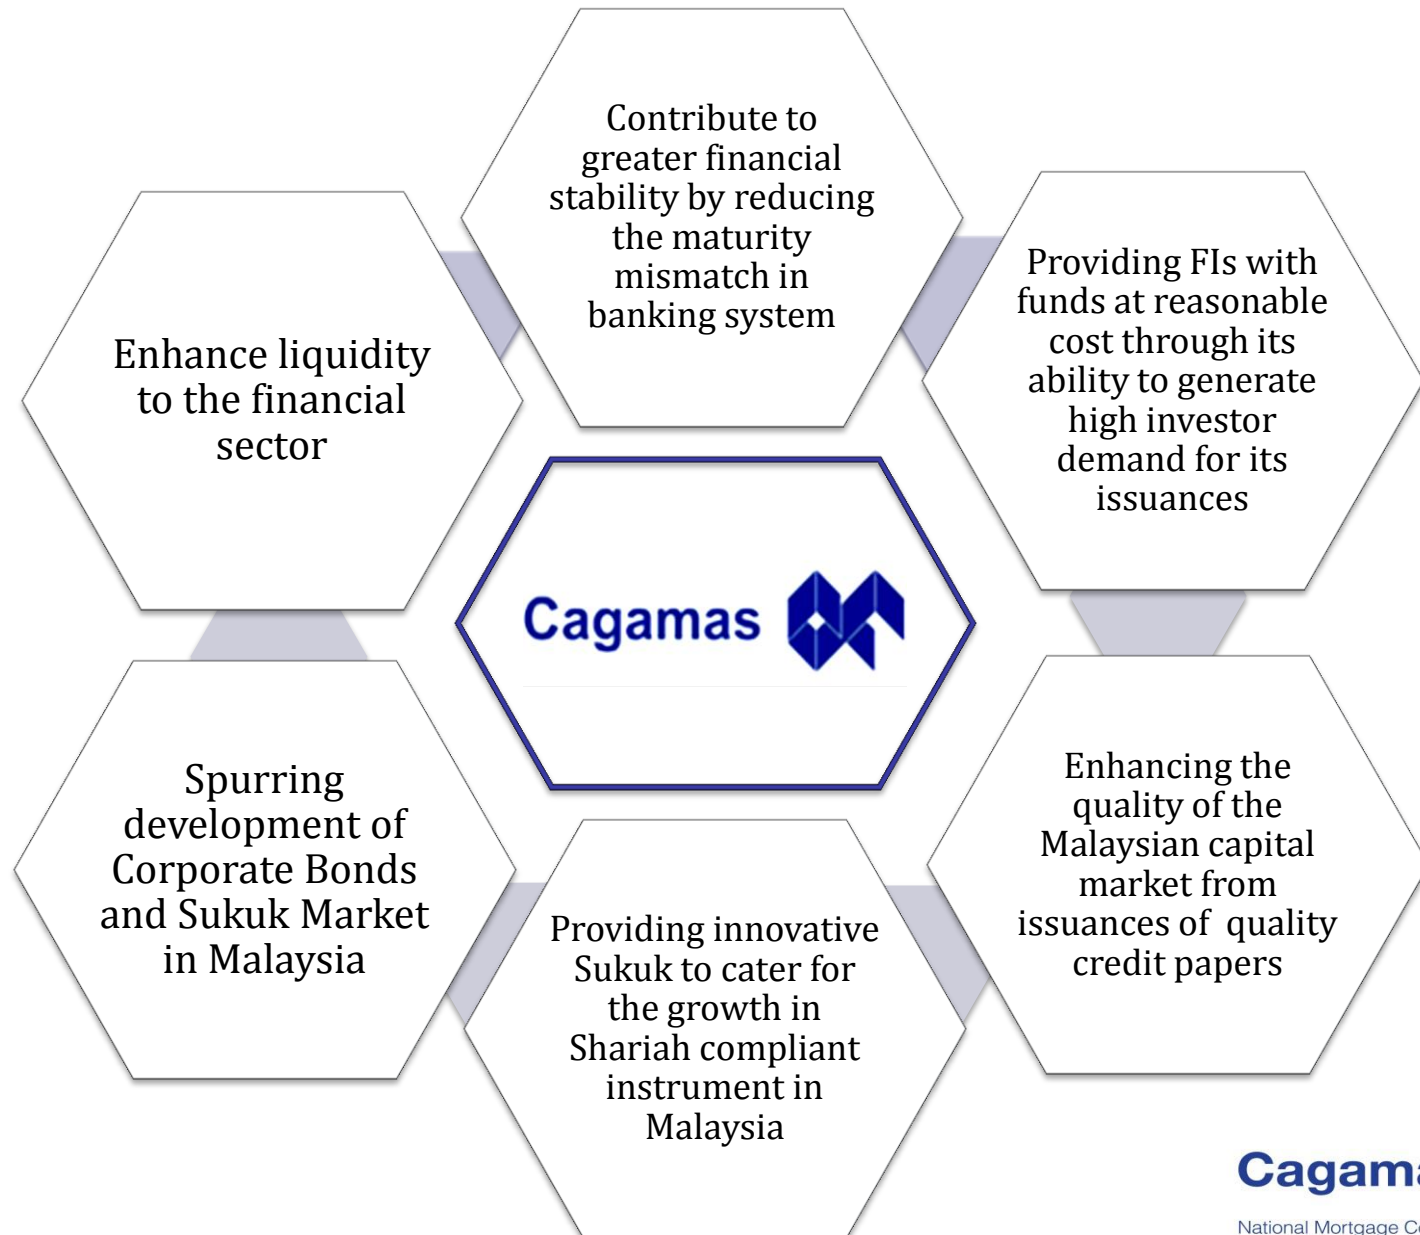 Contribute to
greater financial
stability by reducing
the maturity
mismatch in
banking system
Providing FIs with
funds at reasonable
cost through its
ability to generate
high investor
demand for its
issuances
Enhance liquidity
to the financial
sector
Cagamas
Spurring
development of
Corporate Bonds
and Sukuk Market
in Malaysia
Enhancing the
quality of the
Malaysian capital
market from
issuances of quality
credit papers
Providing innovative
Sukuk to cater for
the growth in
Shariah compliant
instrument in
Malaysia
National Mortgage